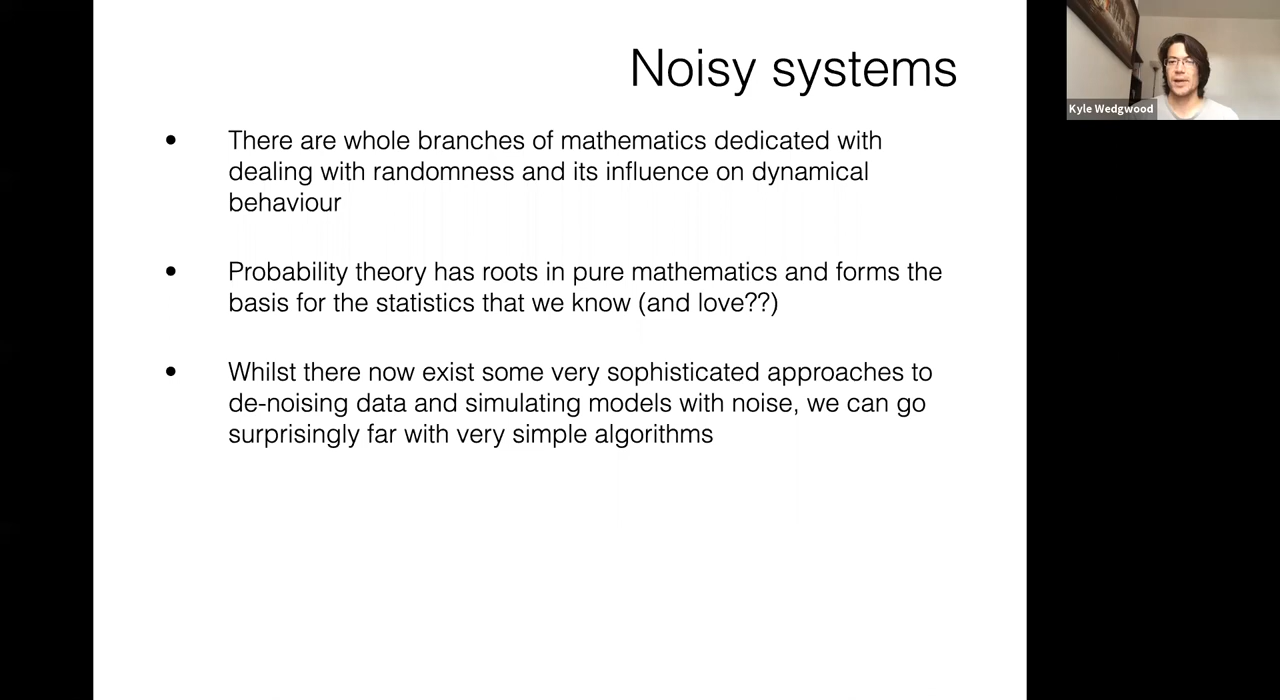 Noisy systems
• There are whole branches of mathematics dedicated with
dealing with randomness and its influence on dynamical
behaviour
• Probability theory has roots in pure mathematics and forms the
basis for the statistics that we know (and love??)
• Whilst there now exist some very sophisticated approaches to
de-noising data and simulating models with noise, we can go
surprisingly far with very simple algorithms
Kyle Wedgwood